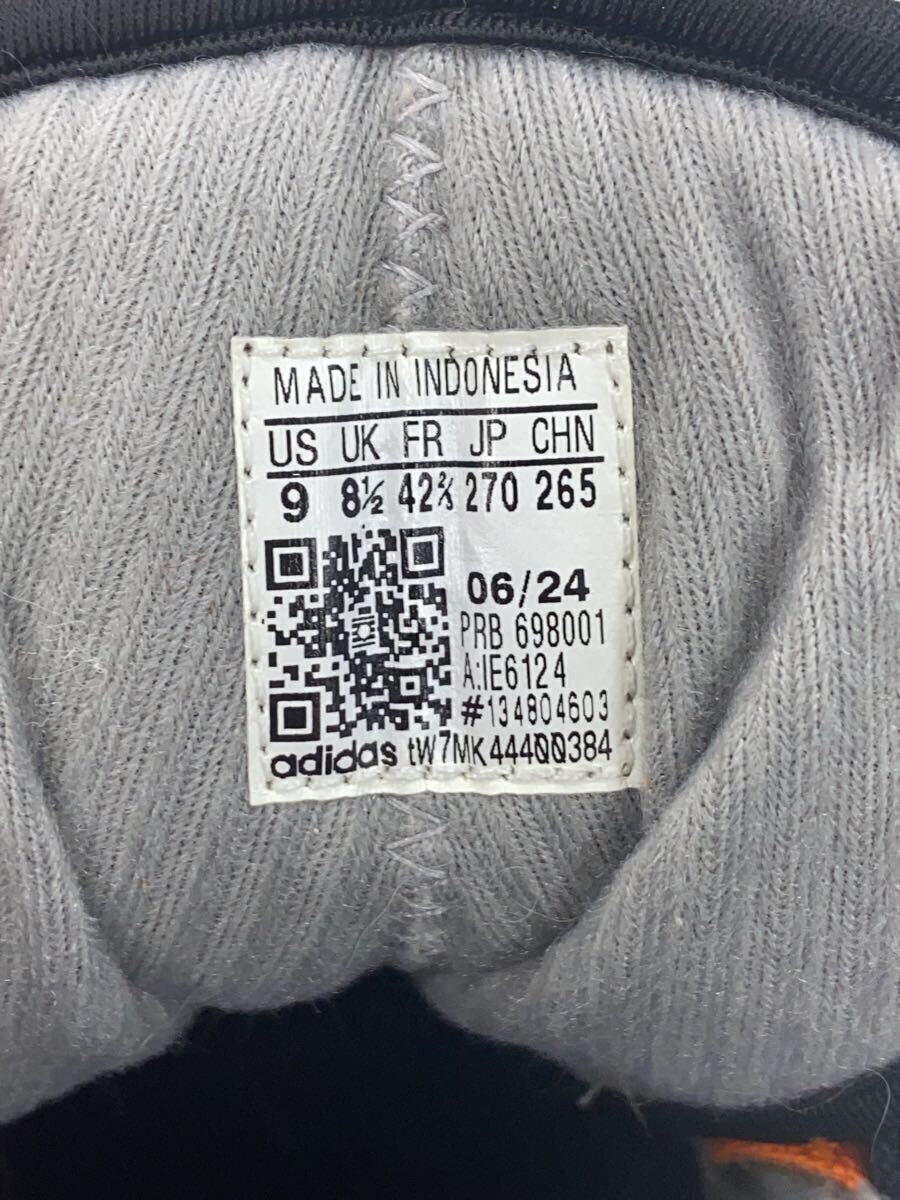 MADE IN INDONESIA
US UK FR JP CHN
9 8½ 42⅔ 270 265
06/24
PRB 698001
A:IE6124
#134804603
adidas tW7MK44400384